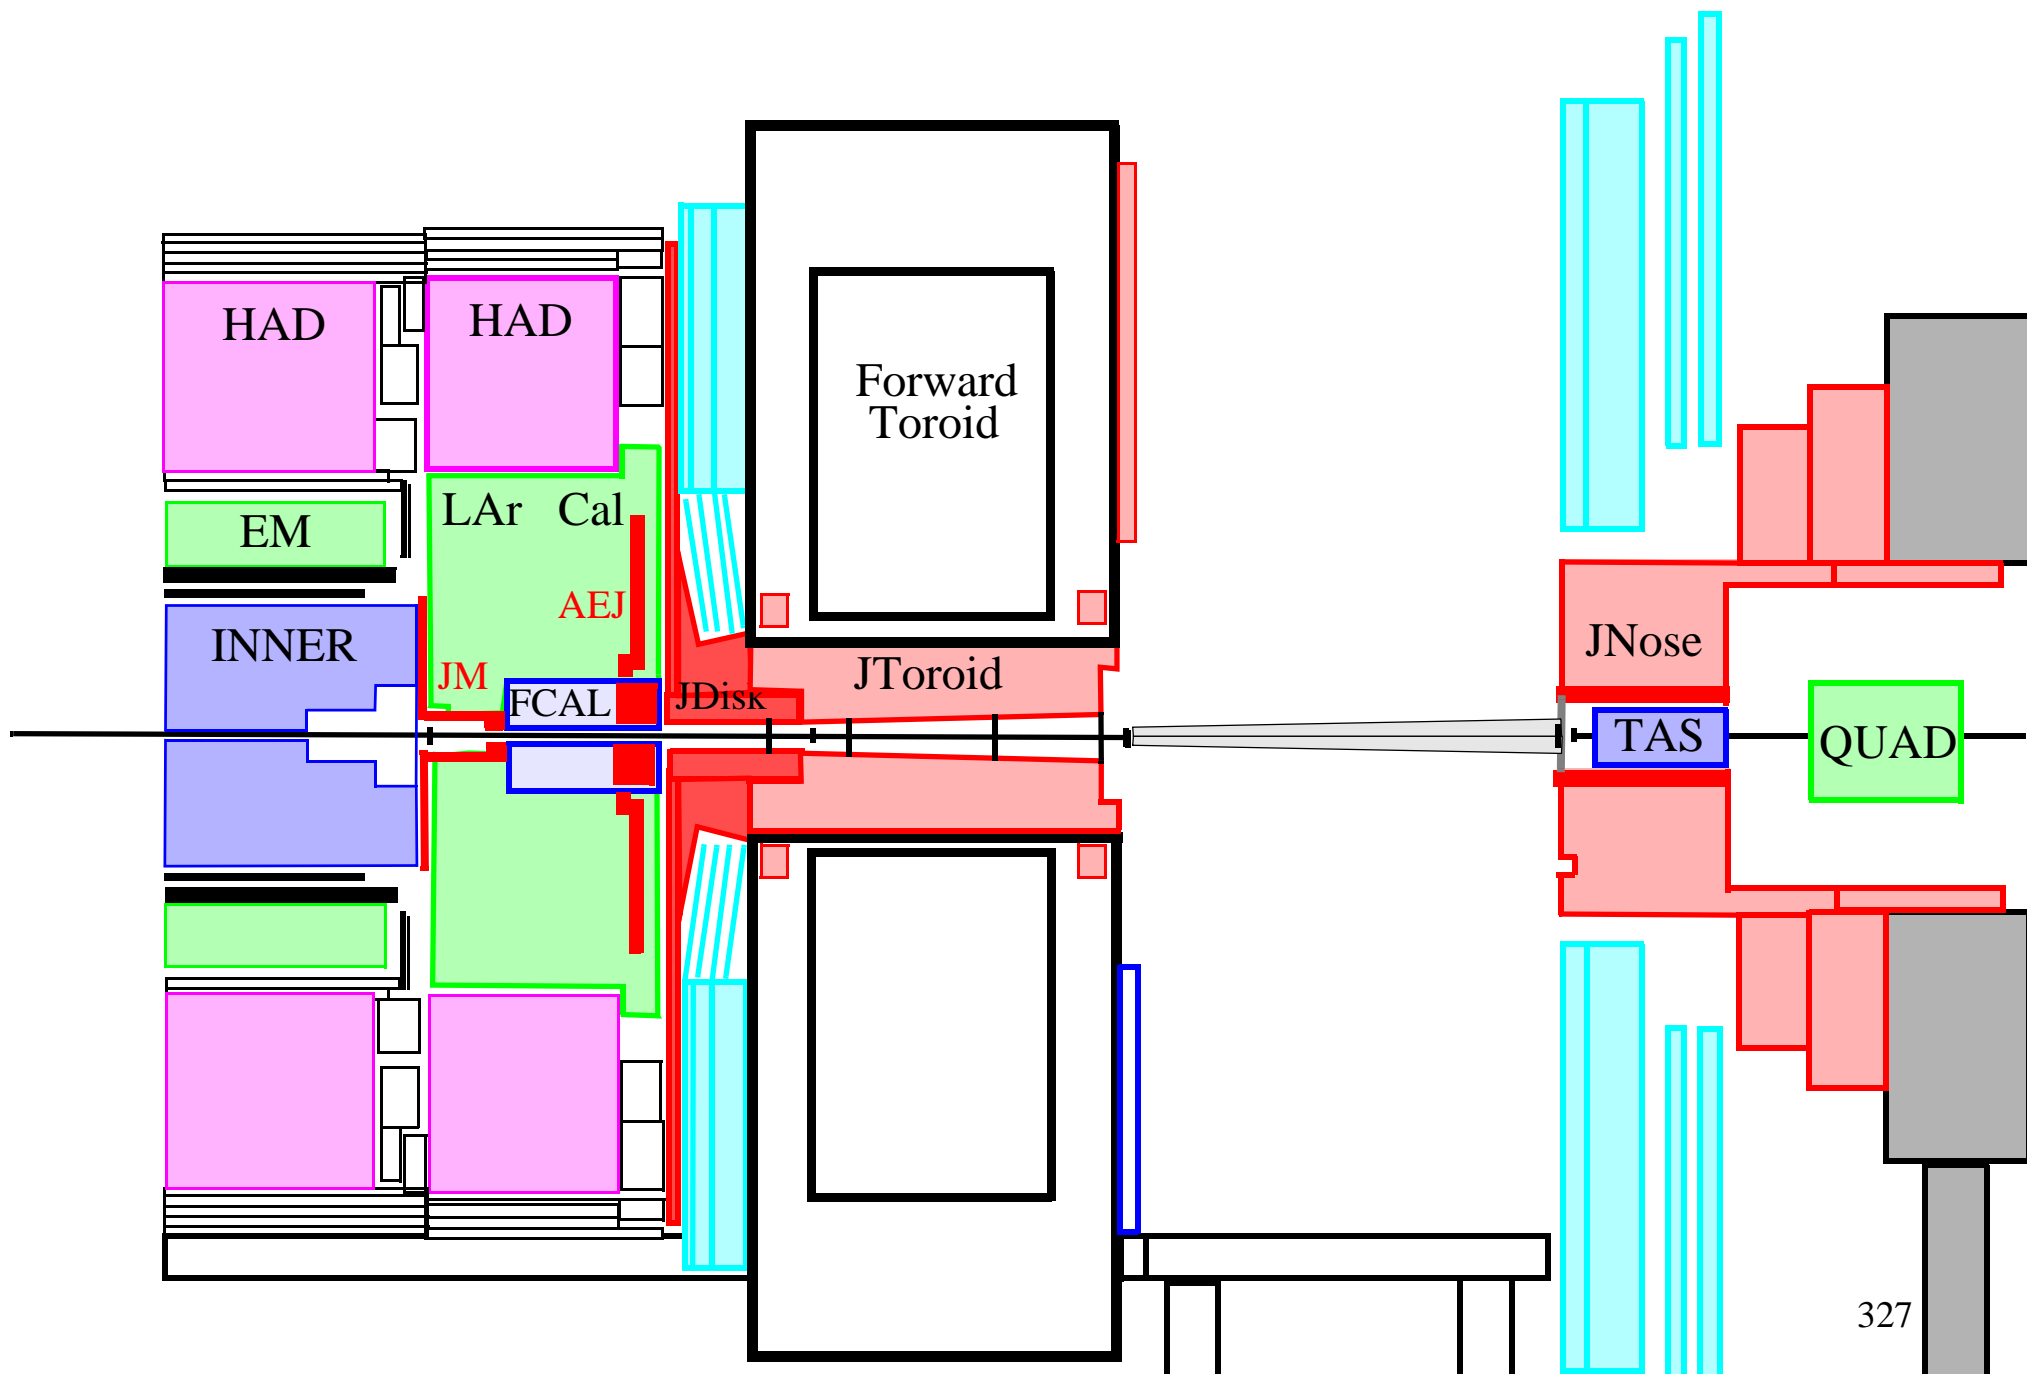 HAD
HAD
Forward
Toroid
LAr Cal
EM
AEJ
INNER
JM
FCAL
JDisk
JToroid
JNose
TAS
QUAD
327